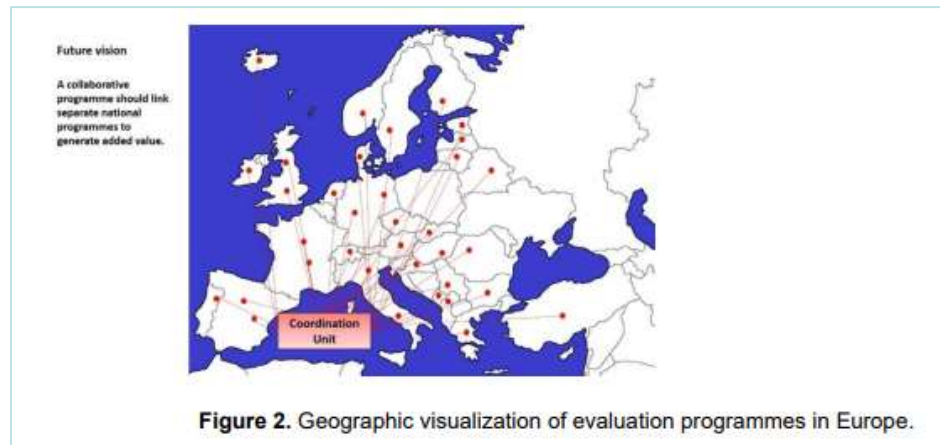 Future vision
A collaborative
programme should link
separate national
programmes to
generate added value.
Coordination
Unit
Figure 2. Geographic visualization of evaluation programmes in Europe.